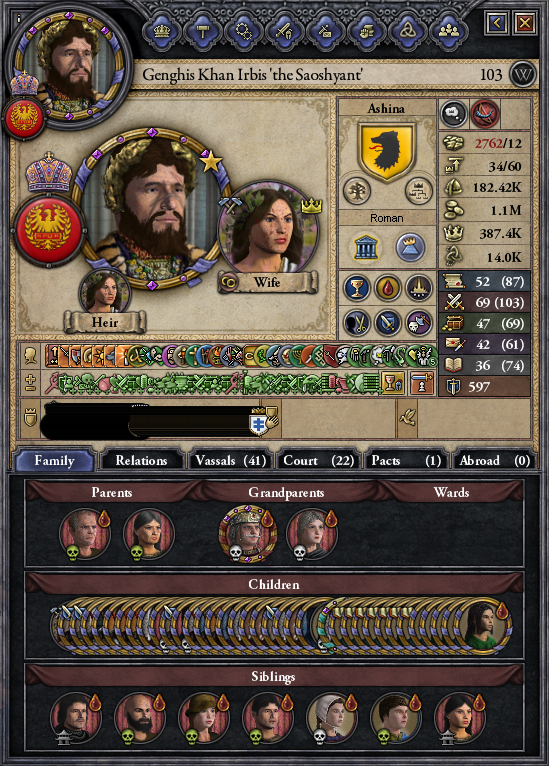 Genghis Khan Irbis 'the Saoshyant' 103
Ashina
2762/12
34/60
182.42K
Roman
1.1M
387.4K
14.0K
Wife
Heir
52 (87)
69 (103)
47 (69)
42 (61)
36 (74)
597
Family Relations Vassals (41) Court (22) Pacts (1) Abroad (0)
Parents Grandparents Wards
Children
Siblings